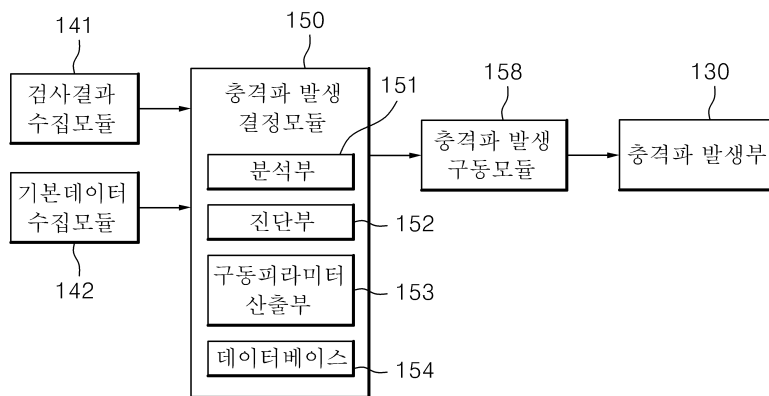 141
검사결과
수집모듈
기본데이터
수집모듈
142
150
충격파 발생
결정모듈
151
분석부
진단부
152
구동피라미터
산출부
153
데이터베이스
154
158
충격파 발생
구동모듈
130
충격파 발생부